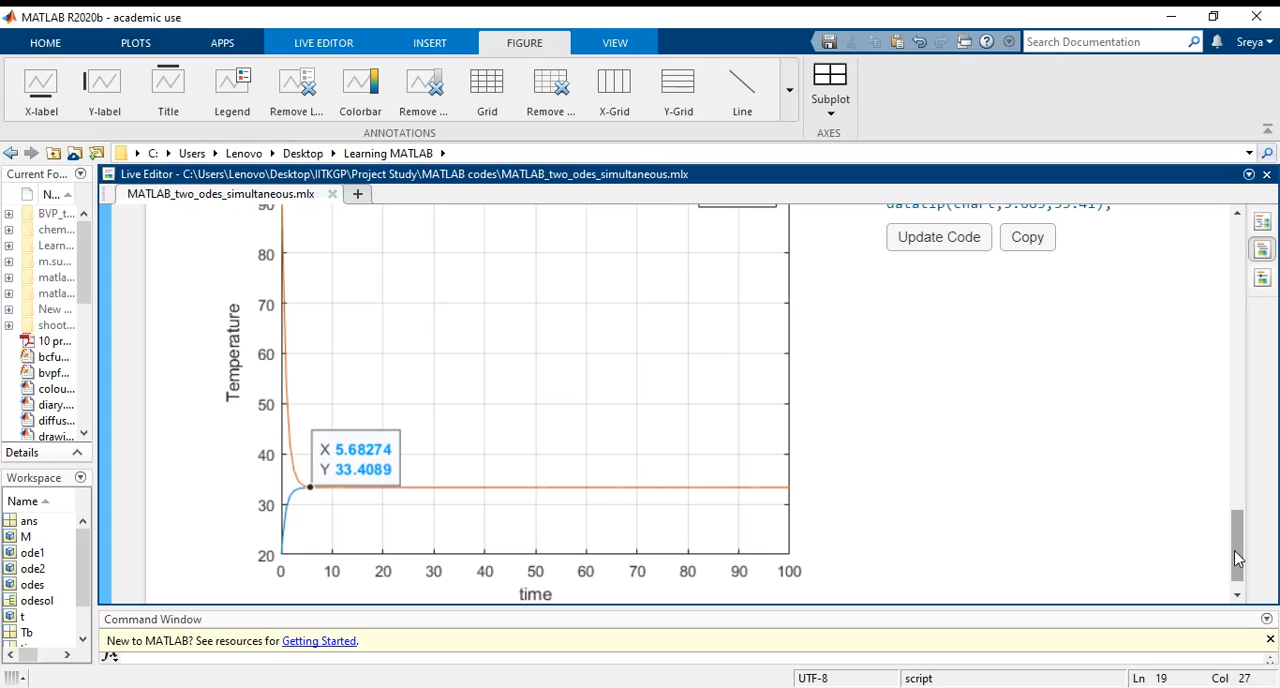 MATLAB R2020b - academic use
HOME PLOTS APPS LIVE EDITOR INSERT FIGURE VIEW Search Documentation Sreya
X-label Y-label Title Legend Remove L... Colorbar Remove ... Grid Remove ... X-Grid Y-Grid Line Subplot
ANNOTATIONS AXES
C: Users Lenovo Desktop Learning MATLAB
Current Fo...
Live Editor - C:\Users\Lenovo\Desktop\IITKGP\Project Study\MATLAB codes\MATLAB_two_odes_simultaneous.mlx
MATLAB_two_odes_simultaneous.mlx
N...
BVP_t...
chem...
Learn...
m.su...
matla...
matla...
New ...
shoot...
10 pr...
bcfu...
bvpf...
colou...
diary....
diffus...
drawi...
Details
Workspace
Name
ans
M
ode1
ode2
odes
odesol
t
Tb
90
80
70
60
50
40
30
20
Temperature
X 5.68274
Y 33.4089
0 10 20 30 40 50 60 70 80 90 100
time
Update Code Copy
Command Window
New to MATLAB? See resources for Getting Started.
UTF-8 script Ln 19 Col 27